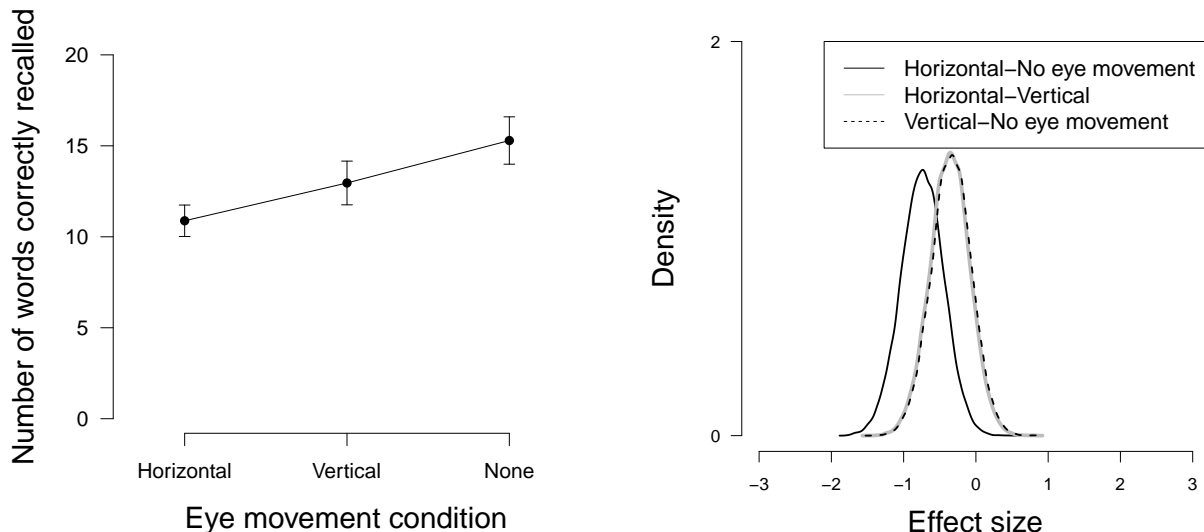 Number of words correctly recalled
20
15
10
5
0
Horizontal
Vertical
None
Eye movement condition
Horizontal−No eye movement
Horizontal−Vertical
Vertical−No eye movement
Density
2
0
−3
−2
−1
0
1
2
3
Effect size